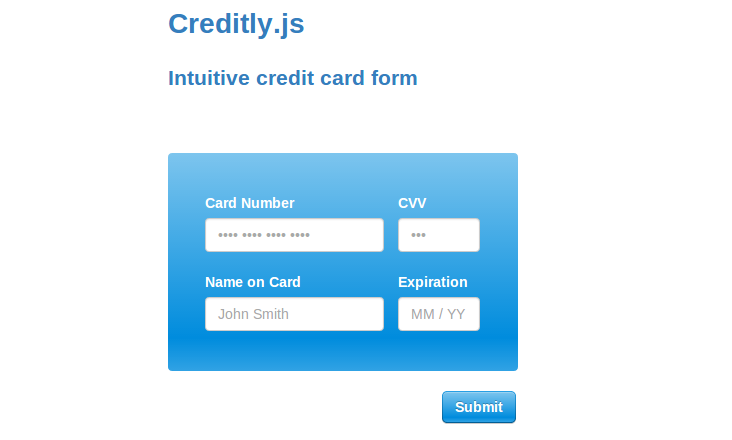 Creditly.js
Intuitive credit card form
Card Number CVV
•••• •••• •••• •••• •••
Name on Card Expiration
John Smith MM / YY
Submit